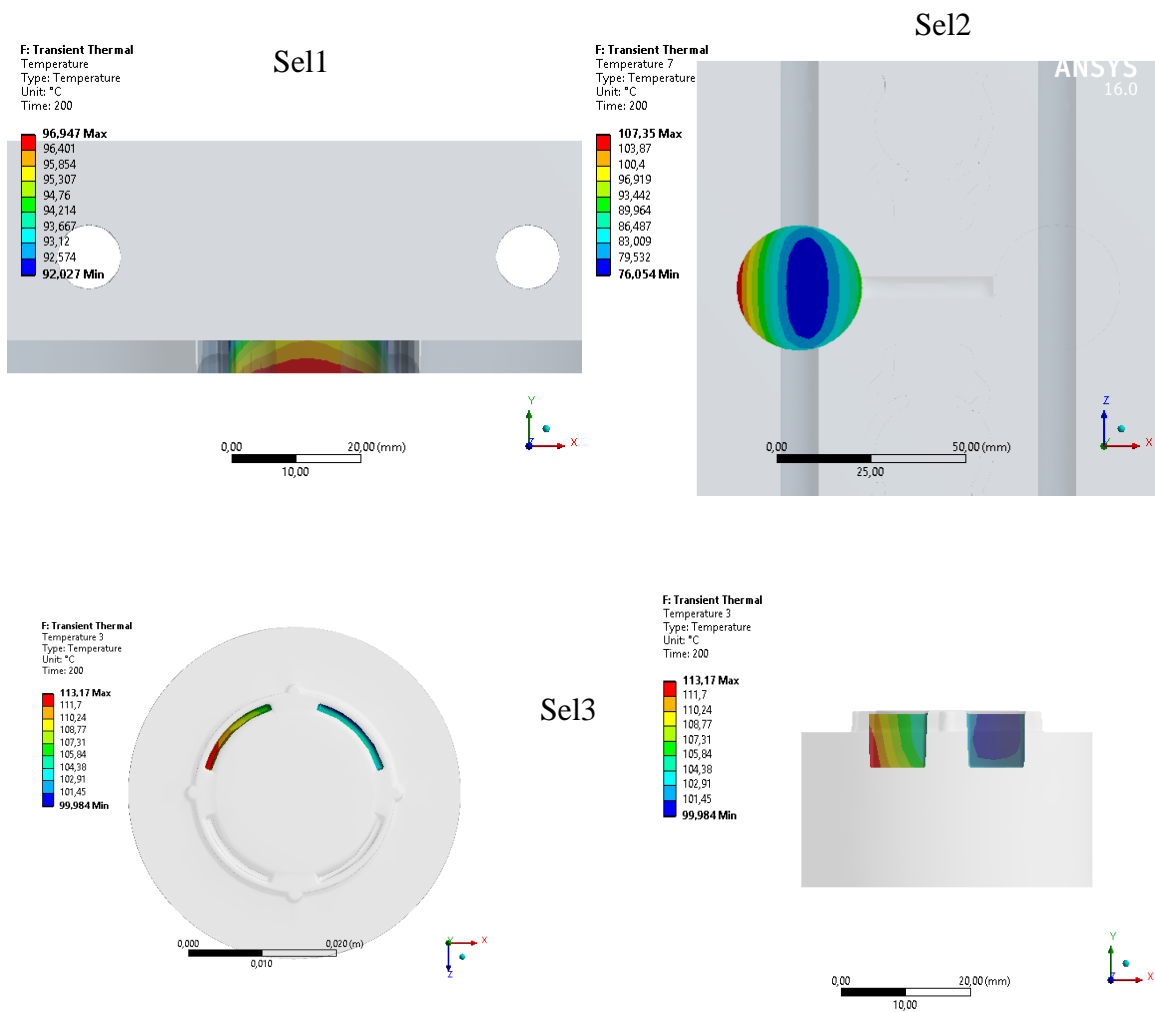 Sel1
F: Transient Thermal
Temperature
Type: Temperature
Unit: °C
Time: 200
96,947 Max
96,401
95,854
95,307
94,76
94,214
93,667
93,12
92,574
92,027 Min
0,00
20,00 (mm)
10,00
Y
Z
X
Sel2
F: Transient Thermal
Temperature 7
Type: Temperature
Unit: °C
Time: 200
ANSYS
16.0
107,35 Max
103,87
100,4
96,919
93,442
89,964
86,487
83,009
79,532
76,054 Min
0,00
50,00 (mm)
25,00
Z
Y
X
F: Transient Thermal
Temperature 3
Type: Temperature
Unit: °C
Time: 200
113,17 Max
111,7
110,24
108,77
107,31
105,84
104,38
102,91
101,45
99,984 Min
0,000
0,020 (m)
0,010
Y
X
Z
Sel3
F: Transient Thermal
Temperature 3
Type: Temperature
Unit: °C
Time: 200
113,17 Max
111,7
110,24
108,77
107,31
105,84
104,38
102,91
101,45
99,984 Min
0,00
20,00 (mm)
10,00
Y
Z
X